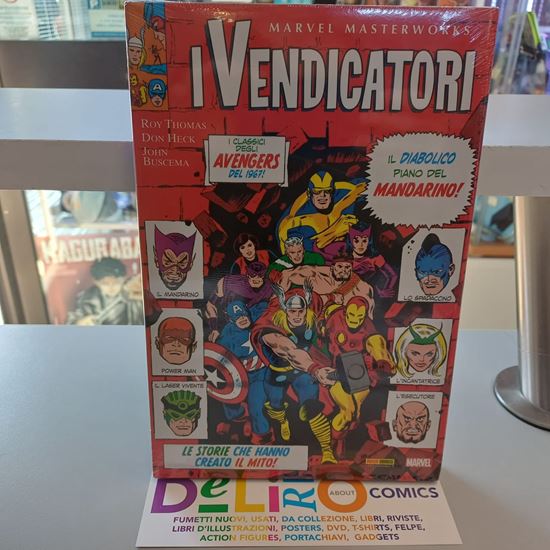 MARVEL MASTERWORKS
I VENDICATORI
ROY THOMAS
DON HECK
JOHN
BUSCEMA
I CLASSICI
DEGLI
AVENGERS
DEL 1967!
IL DIABOLICO
PIANO DEL
MANDARINO!
IL MANDARINO
LO SPADACCINO
POWER MAN
L'INCANTATRICE
IL LASER VIVENTE
L'ESECUTORE
LE STORIE CHE HANNO
CREATO IL MITO!
MARVEL
KAGURABA
DELIRO
ABOUT
COMICS
FUMETTI NUOVI, USATI, DA COLLEZIONE, LIBRI, RIVISTE,
LIBRI D'ILLUSTRAZIONI, POSTERS, DVD, T-SHIRTS, FELPE,
ACTION FIGURES, PORTACHIAVI, GADGETS